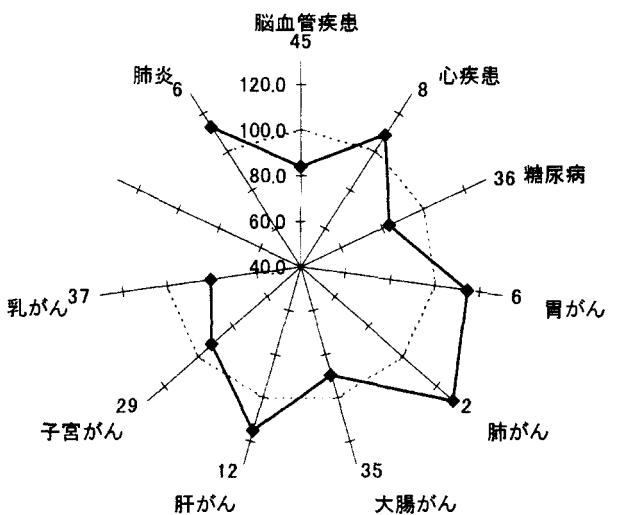 脳血管疾患
45
肺炎
6
120.0
8
心疾患
100.0
80.0
36 糖尿病
60.0
40.0
乳がん 37
6
胃がん
2
肺がん
29
子宮がん
12
肝がん
35
大腸がん